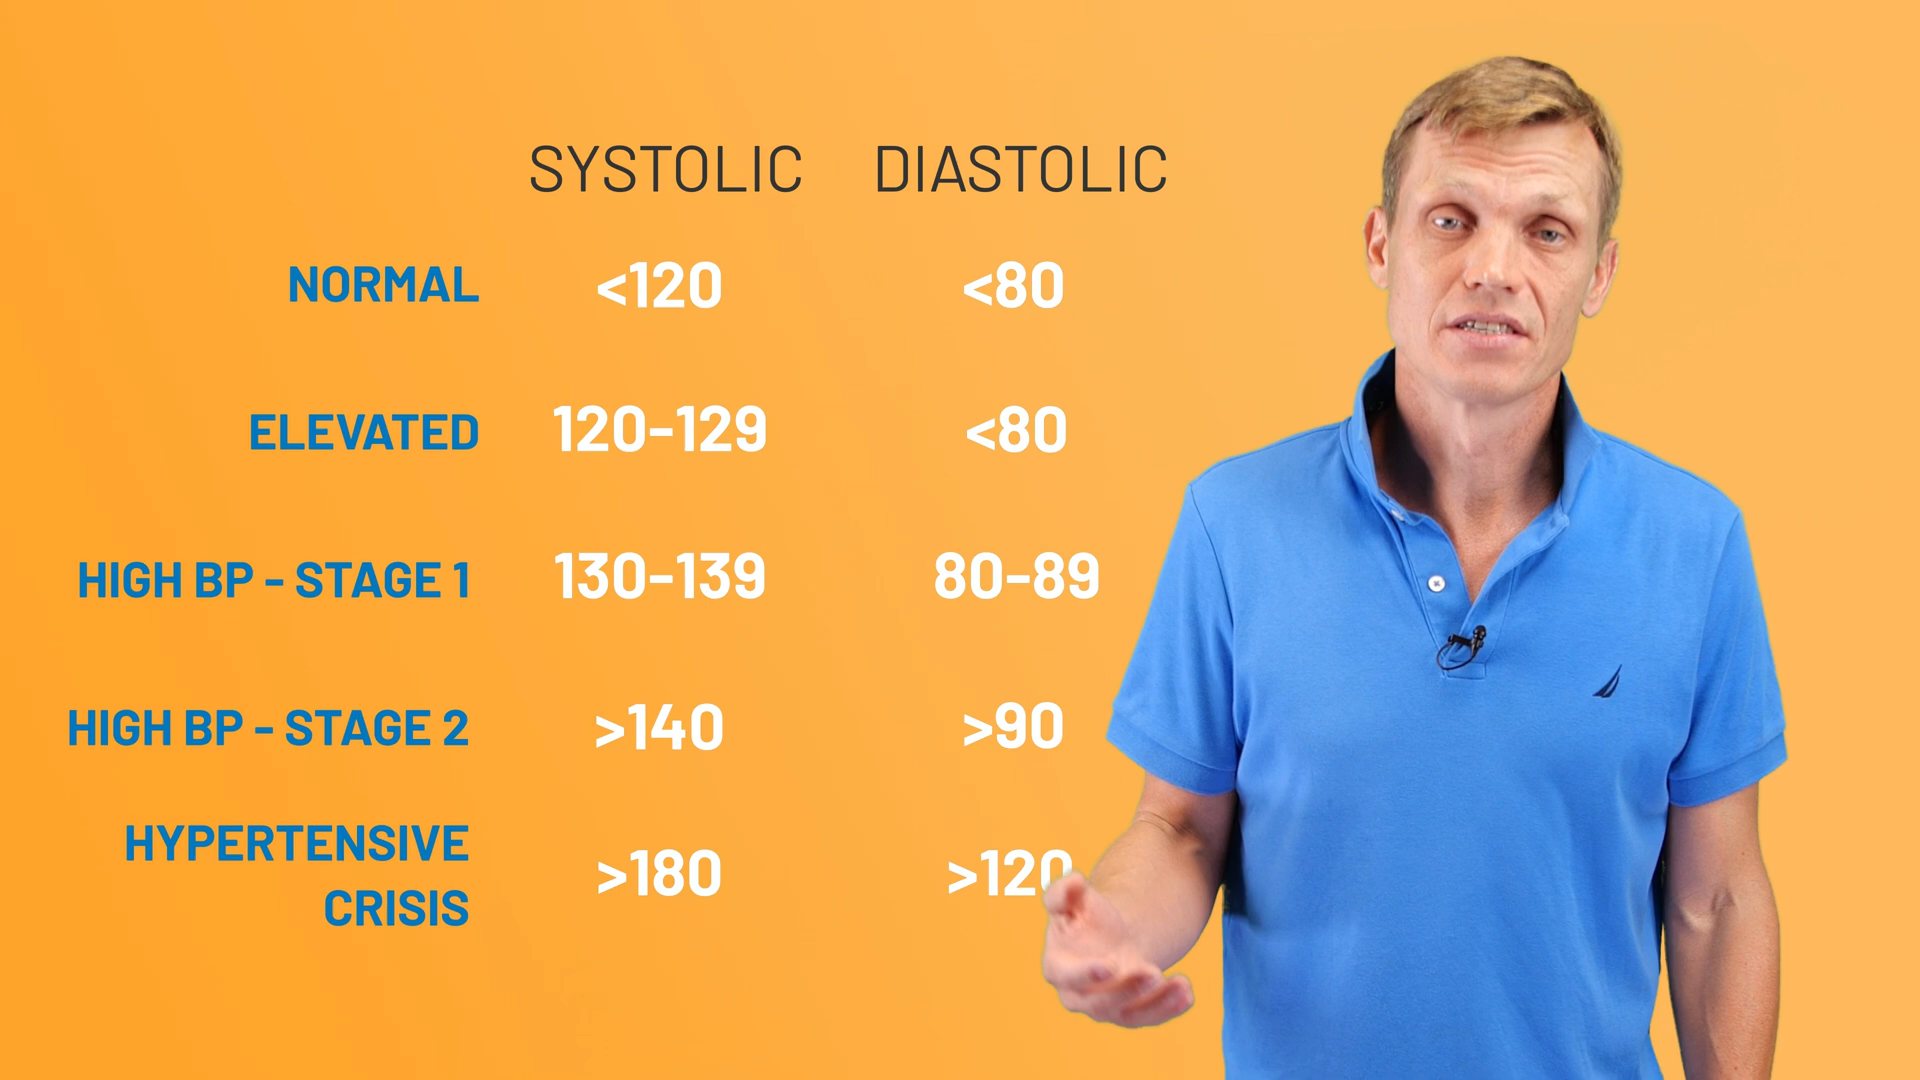 SYSTOLIC DIASTOLIC
NORMAL <120 <80
ELEVATED 120-129 <80
HIGH BP - STAGE 1 130-139 80-89
HIGH BP - STAGE 2 >140 >90
HYPERTENSIVE
CRISIS >180 >120